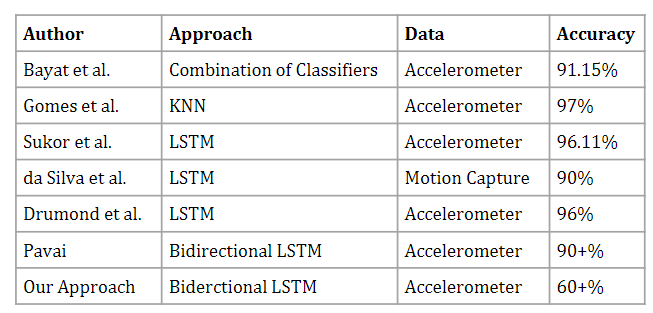 Author Approach Data Accuracy
Bayat et al. Combination of Classifiers Accelerometer 91.15%
Gomes et al. KNN Accelerometer 97%
Sukor et al. LSTM Accelerometer 96.11%
da Silva et al. LSTM Motion Capture 90%
Drumond et al. LSTM Accelerometer 96%
Pavai Bidirectional LSTM Accelerometer 90+%
Our Approach Biderctional LSTM Accelerometer 60+%